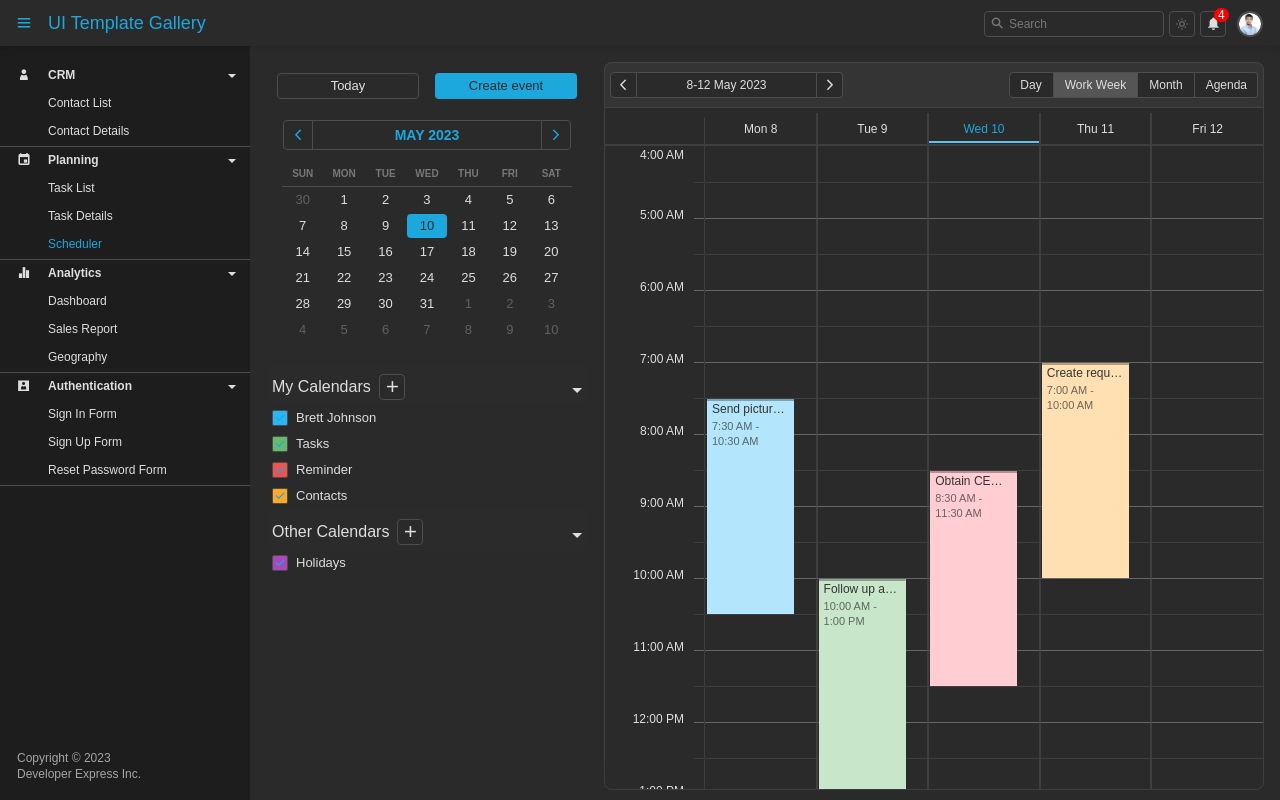 UI Template Gallery
Search
4
CRM
Contact List
Contact Details
Planning
Task List
Task Details
Scheduler
Analytics
Dashboard
Sales Report
Geography
Authentication
Sign In Form
Sign Up Form
Reset Password Form
Copyright © 2023
Developer Express Inc.
Today
Create event
MAY 2023
SUN MON TUE WED THU FRI SAT
30 1 2 3 4 5 6
7 8 9 10 11 12 13
14 15 16 17 18 19 20
21 22 23 24 25 26 27
28 29 30 31 1 2 3
4 5 6 7 8 9 10
My Calendars
Brett Johnson
Tasks
Reminder
Contacts
Other Calendars
Holidays
8-12 May 2023
Day Work Week Month Agenda
Mon 8 Tue 9 Wed 10 Thu 11 Fri 12
4:00 AM
5:00 AM
6:00 AM
7:00 AM
8:00 AM
9:00 AM
10:00 AM
11:00 AM
12:00 PM
1:00 PM
Send pictur…
7:30 AM -
10:30 AM
Follow up a…
10:00 AM -
1:00 PM
Obtain CE…
8:30 AM -
11:30 AM
Create requ…
7:00 AM -
10:00 AM